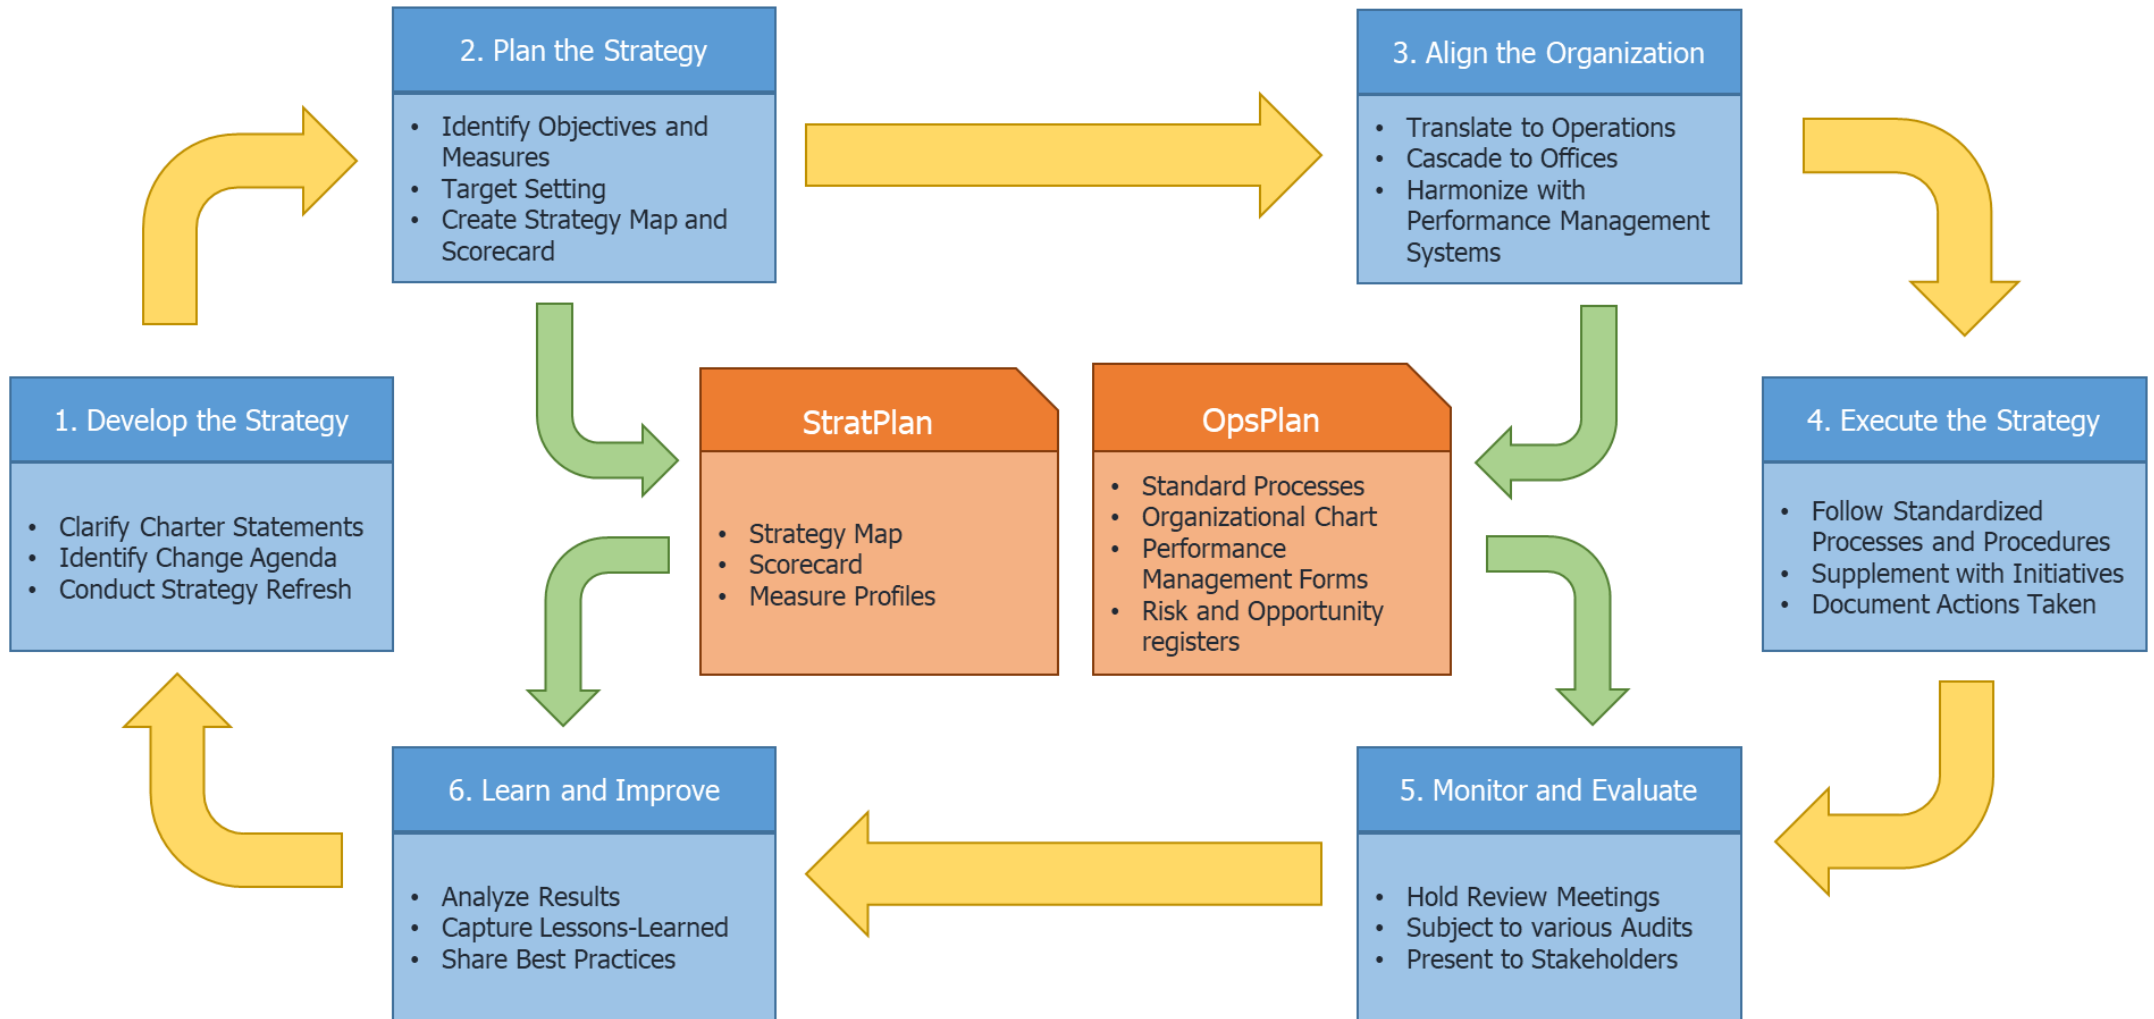 2. Plan the Strategy
• Identify Objectives and
Measures
• Target Setting
• Create Strategy Map and
Scorecard
3. Align the Organization
• Translate to Operations
• Cascade to Offices
• Harmonize with
Performance Management
Systems
1. Develop the Strategy
• Clarify Charter Statements
• Identify Change Agenda
• Conduct Strategy Refresh
StratPlan
• Strategy Map
• Scorecard
• Measure Profiles
OpsPlan
• Standard Processes
• Organizational Chart
• Performance
Management Forms
• Risk and Opportunity
registers
4. Execute the Strategy
• Follow Standardized
Processes and Procedures
• Supplement with Initiatives
• Document Actions Taken
6. Learn and Improve
• Analyze Results
• Capture Lessons-Learned
• Share Best Practices
5. Monitor and Evaluate
• Hold Review Meetings
• Subject to various Audits
• Present to Stakeholders